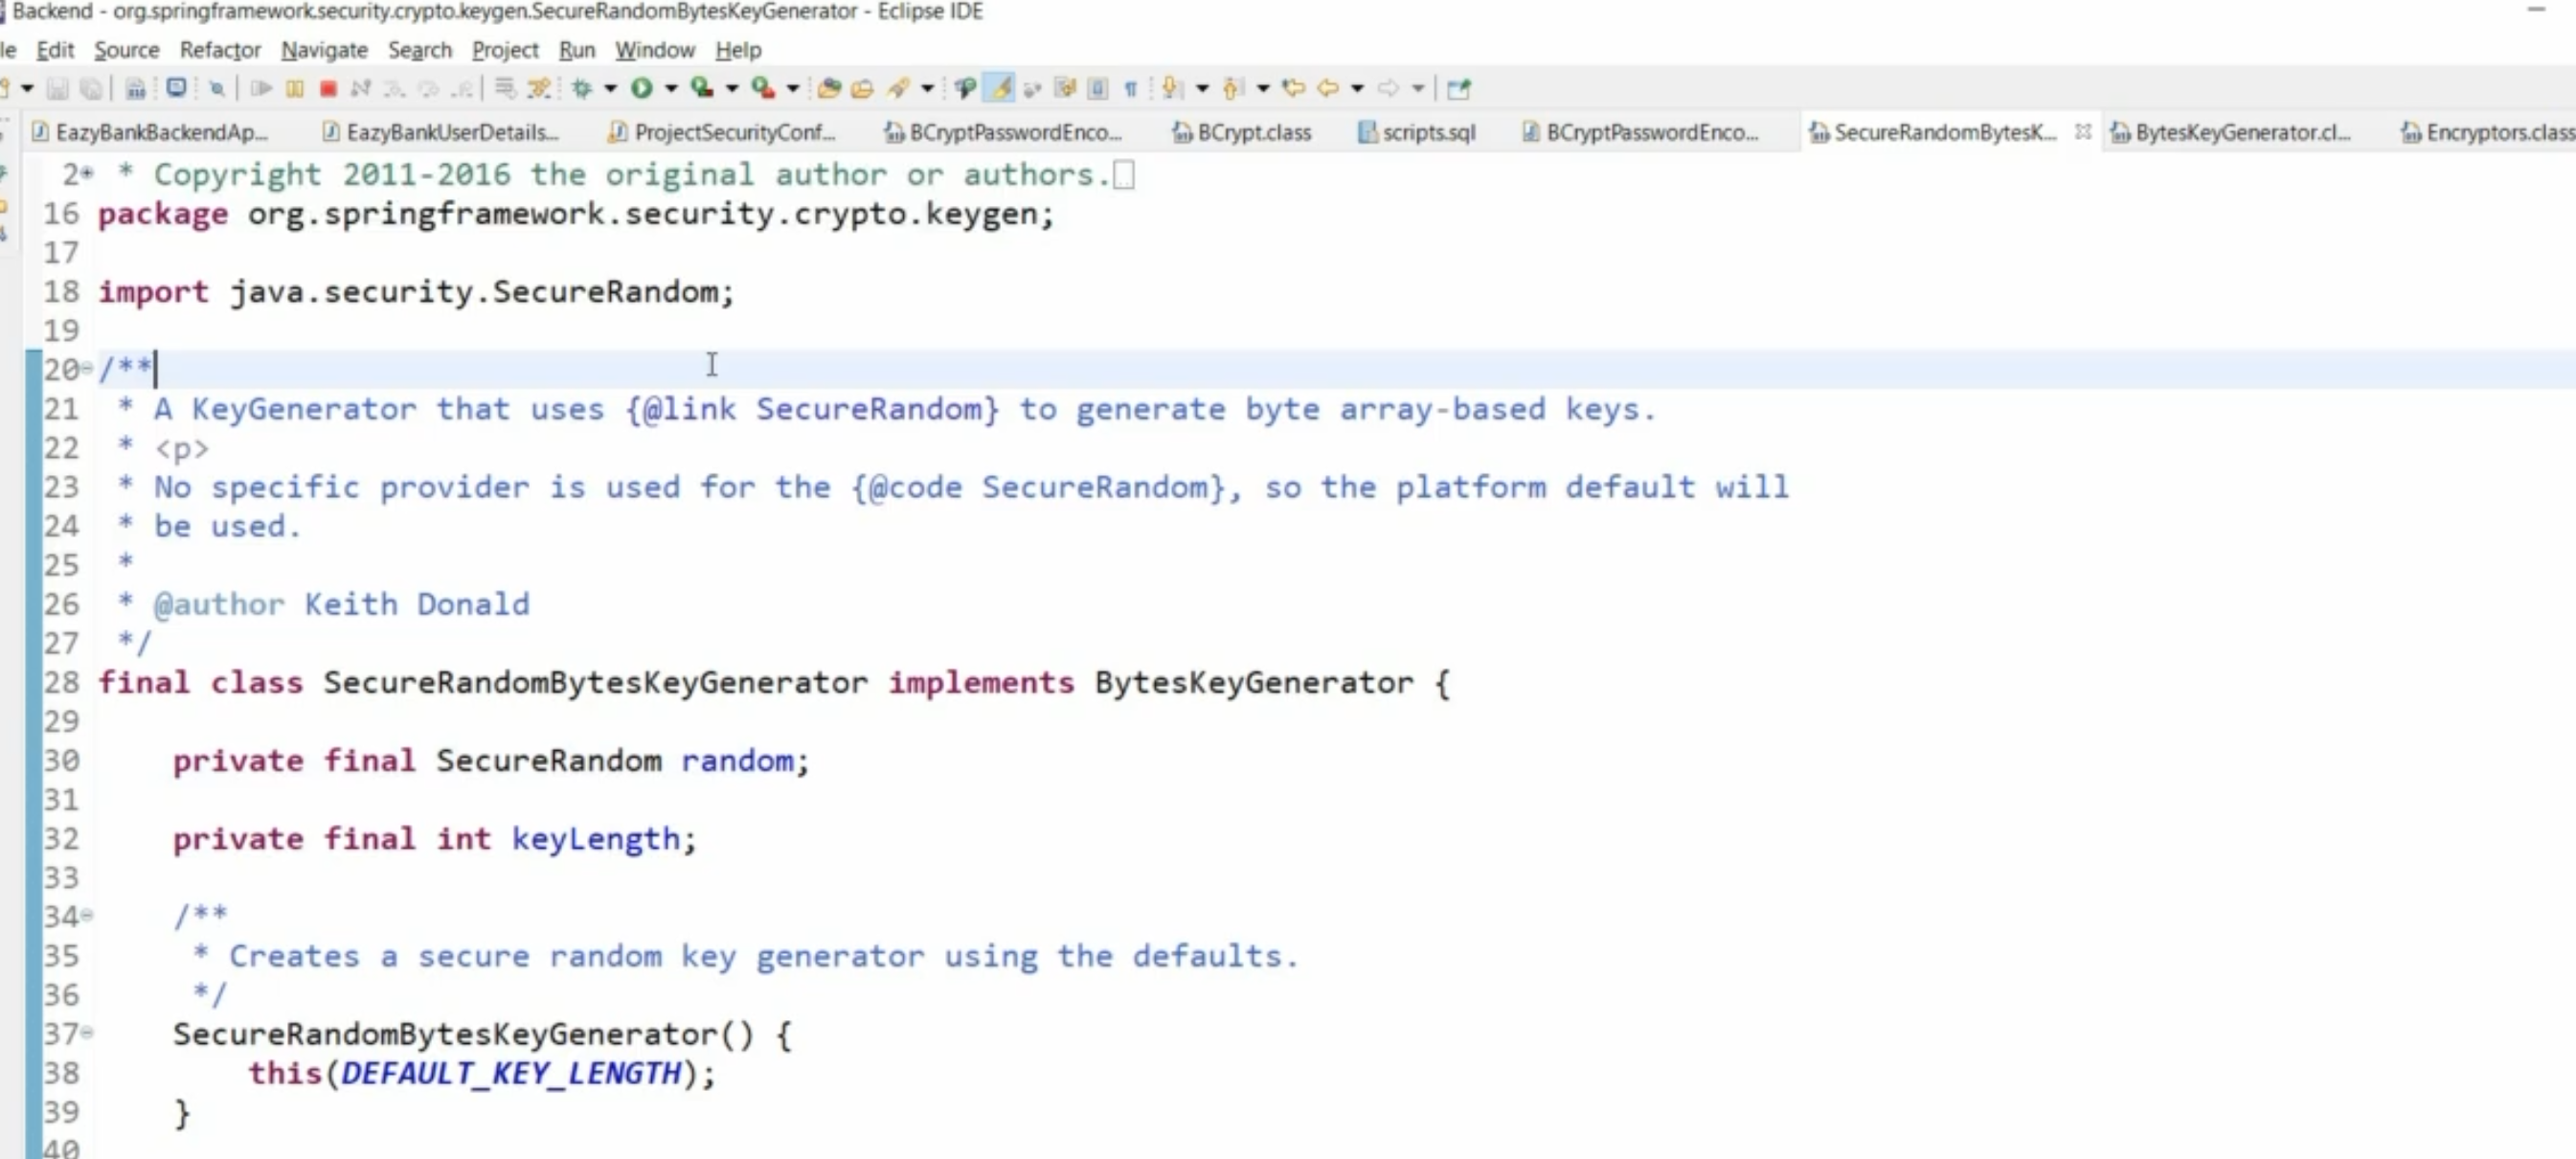 Backend - org.springframework.security.crypto.keygen.SecureRandomBytesKeyGenerator - Eclipse IDE
le Edit Source Refactor Navigate Search Project Run Window Help
EazyBankBackendAp... EazyBankUserDetails... ProjectSecurityConf... BCryptPasswordEnco... BCrypt.class scripts.sql BCryptPasswordEnco... SecureRandomBytesK... BytesKeyGenerator.cl... Encryptors.class
2 * Copyright 2011-2016 the original author or authors.
16 package org.springframework.security.crypto.keygen;
17
18 import java.security.SecureRandom;
19
20 /**
21 * A KeyGenerator that uses {@link SecureRandom} to generate byte array-based keys.
22 * <p>
23 * No specific provider is used for the {@code SecureRandom}, so the platform default will
24 * be used.
25 *
26 * @author Keith Donald
27 */
28 final class SecureRandomBytesKeyGenerator implements BytesKeyGenerator {
29
30 private final SecureRandom random;
31
32 private final int keyLength;
33
34 /**
35 * Creates a secure random key generator using the defaults.
36 */
37 SecureRandomBytesKeyGenerator() {
38 this(DEFAULT_KEY_LENGTH);
39 }
40